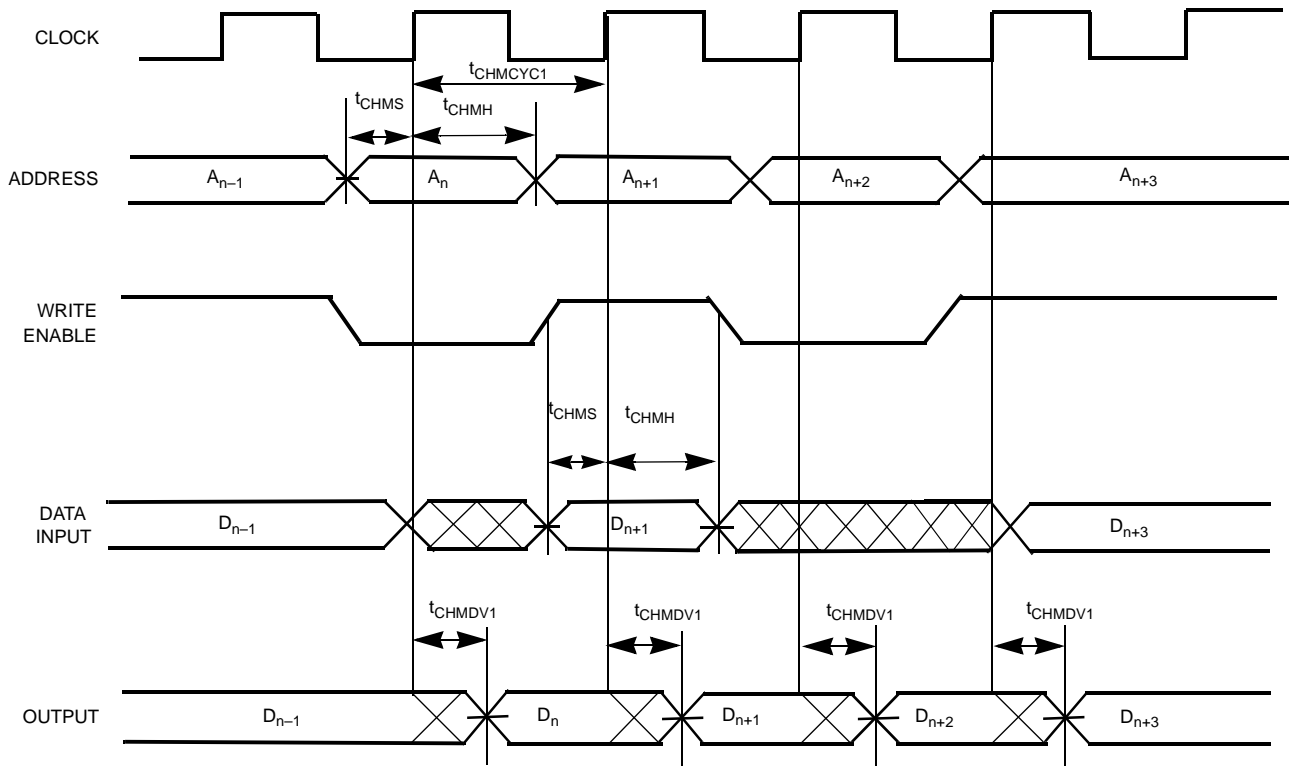 CLOCK
tCHMCYC1
tCHMS tCHMH
ADDRESS An–1 An An+1 An+2 An+3
WRITE
ENABLE
tCHMS tCHMH
DATA
INPUT
Dn–1 Dn+1 Dn+3
tCHMDV1 tCHMDV1 tCHMDV1 tCHMDV1
OUTPUT Dn–1 Dn Dn+1 Dn+2 Dn+3